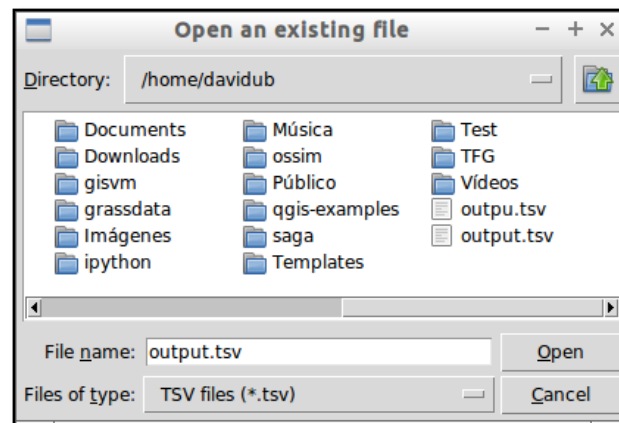 Open an existing file
Directory: /home/davidub
Documents Música Test
Downloads ossim TFG
gisvm Público Vídeos
grassdata qgis-examples outpu.tsv
Imágenes saga output.tsv
ipython Templates
File name: output.tsv Open
Files of type: TSV files (*.tsv) Cancel